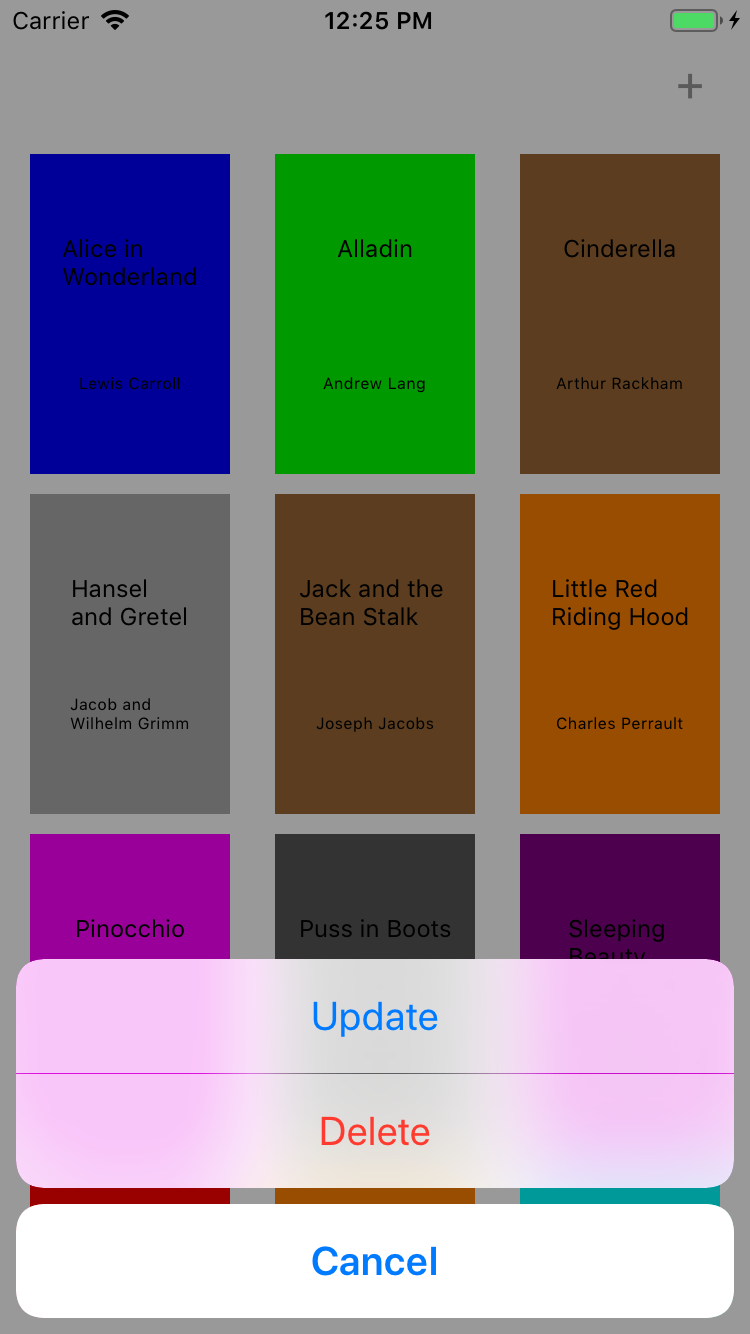 Carrier 12:25 PM
+
Alice in
Wonderland
Lewis Carroll
Alladin
Andrew Lang
Cinderella
Arthur Rackham
Hansel
and Gretel
Jacob and
Wilhelm Grimm
Jack and the
Bean Stalk
Joseph Jacobs
Little Red
Riding Hood
Charles Perrault
Pinocchio
Puss in Boots
Sleeping
Beauty
Update
Delete
Cancel